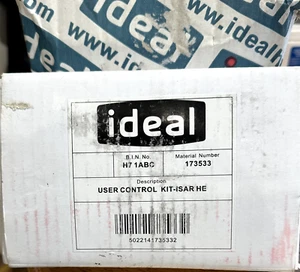 www.ideal
ideal
B.I.N. No. Material Number
H7 1ABC 173533
Description
USER CONTROL KIT-ISAR HE
5022141735332